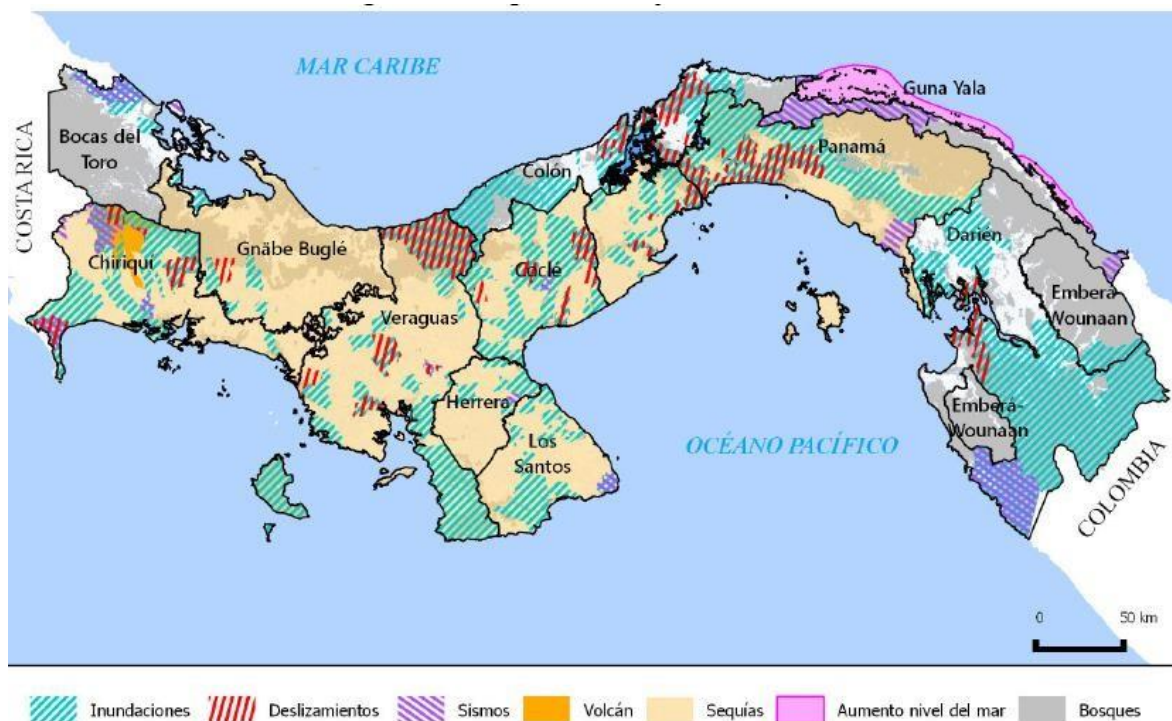 MAR CARIBE
Guna Yala
COSTA RICA
Bocas del
Toro
Colón
Panamá
Gnäbe Buglé
Chiriquí
Coclé
Darién
Emberá
Wounaan
Veraguas
Herrera
Los
Santos
OCÉANO PACÍFICO
Emberá-
Wounaan
COLOMBIA
0 50 km
Inundaciones Deslizamientos Sismos Volcán Sequías Aumento nivel del mar Bosques